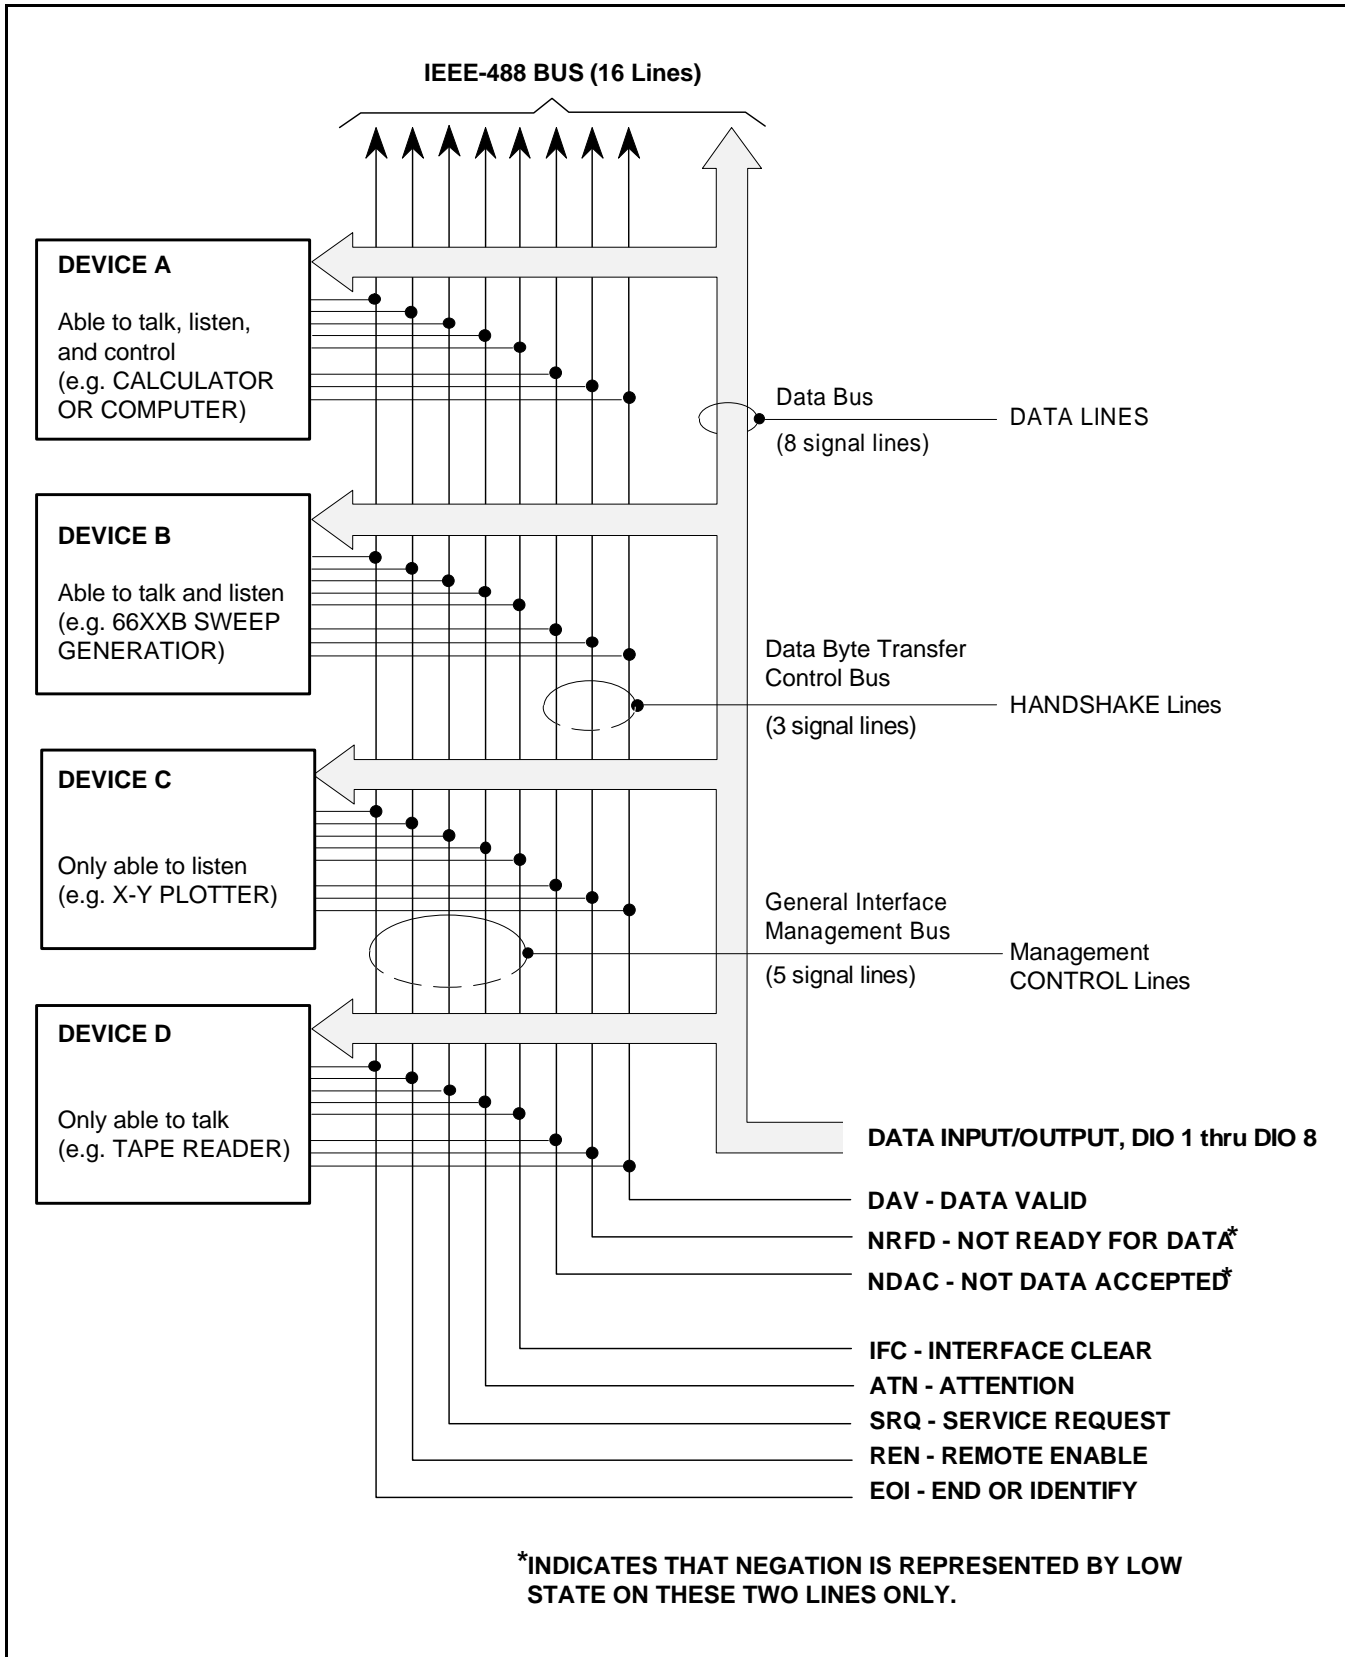 IEEE-488 BUS (16 Lines)
DEVICE A
Able to talk, listen,
and control
(e.g. CALCULATOR
OR COMPUTER)
Data Bus
(8 signal lines)
DATA LINES
DEVICE B
Able to talk and listen
(e.g. 66XXB SWEEP
GENERATIOR)
Data Byte Transfer
Control Bus
(3 signal lines)
HANDSHAKE Lines
DEVICE C
Only able to listen
(e.g. X-Y PLOTTER)
General Interface
Management Bus
(5 signal lines)
Management
CONTROL Lines
DEVICE D
Only able to talk
(e.g. TAPE READER)
DATA INPUT/OUTPUT, DIO 1 thru DIO 8
DAV - DATA VALID
NRFD - NOT READY FOR DATA*
NDAC - NOT DATA ACCEPTED*
IFC - INTERFACE CLEAR
ATN - ATTENTION
SRQ - SERVICE REQUEST
REN - REMOTE ENABLE
EOI - END OR IDENTIFY
*INDICATES THAT NEGATION IS REPRESENTED BY LOW
STATE ON THESE TWO LINES ONLY.